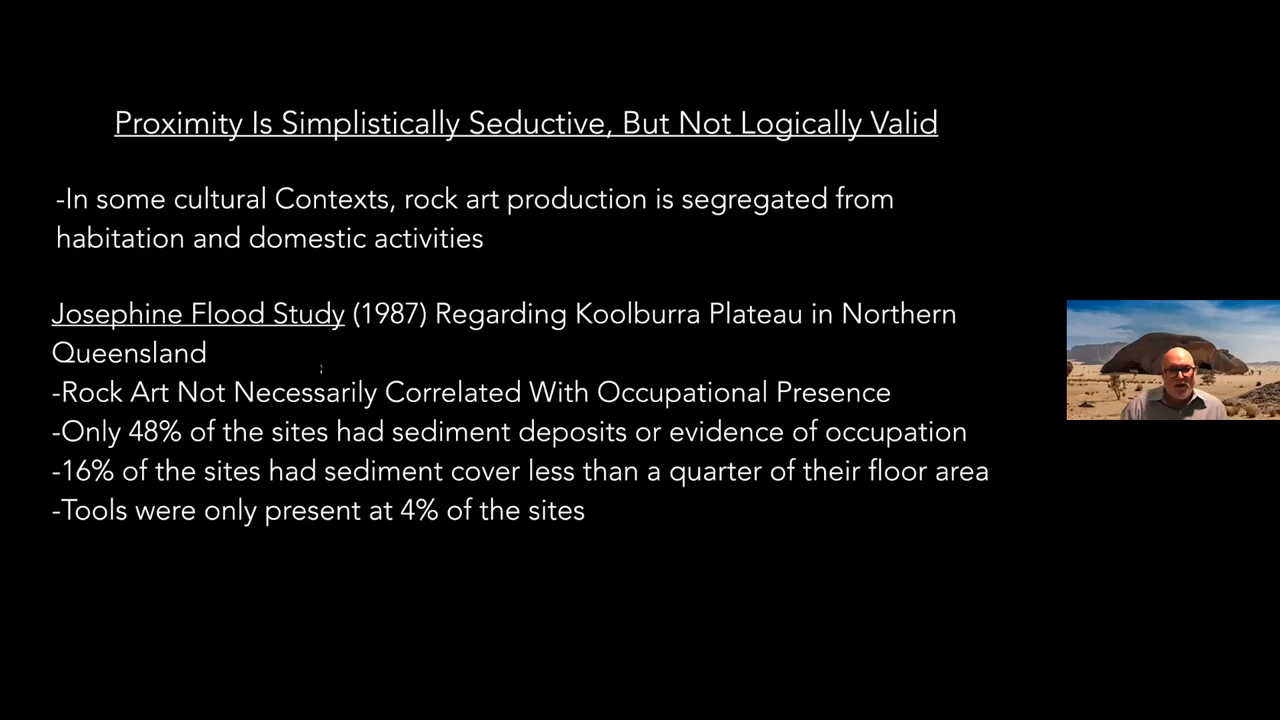 Proximity Is Simplistically Seductive, But Not Logically Valid
-In some cultural Contexts, rock art production is segregated from
habitation and domestic activities
Josephine Flood Study (1987) Regarding Koolburra Plateau in Northern
Queensland
-Rock Art Not Necessarily Correlated With Occupational Presence
-Only 48% of the sites had sediment deposits or evidence of occupation
-16% of the sites had sediment cover less than a quarter of their floor area
-Tools were only present at 4% of the sites